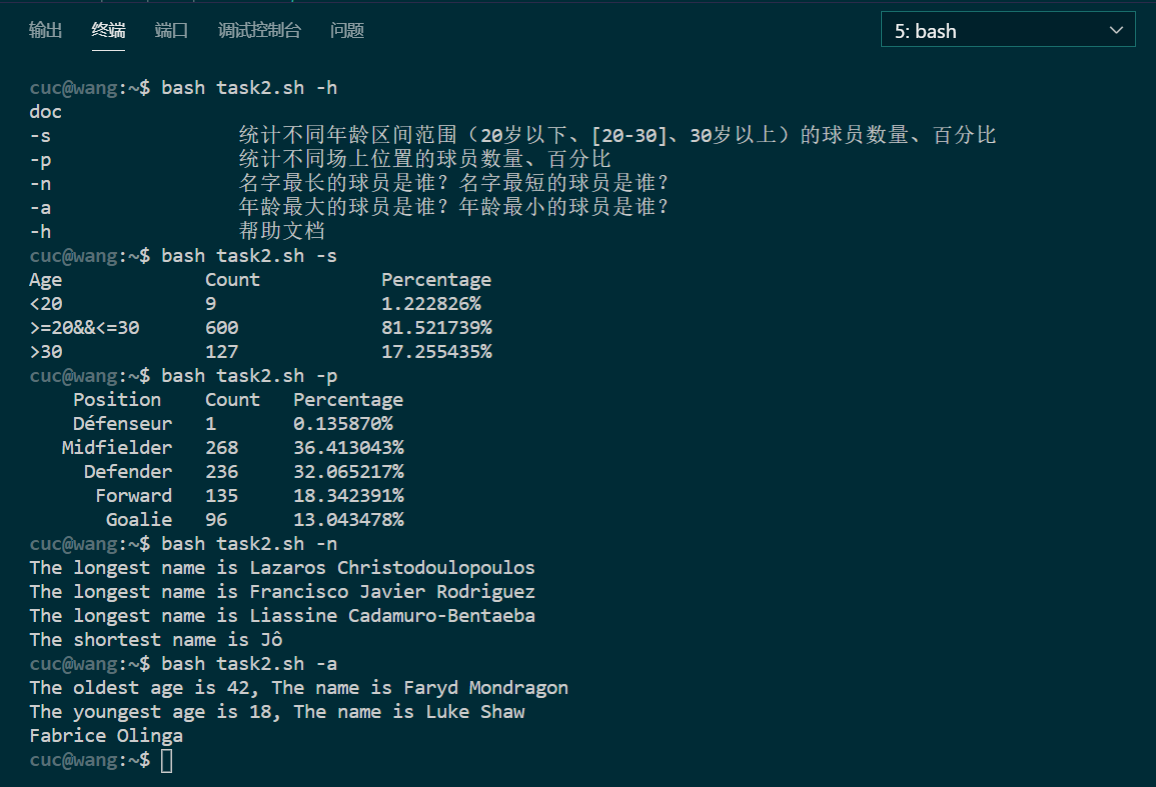 输出 终端 端口 调试控制台 问题 5: bash
cuc@wang:~$ bash task2.sh -h
doc
-s 统计不同年龄区间范围（20岁以下、[20-30]、30岁以上）的球员数量、百分比
-p 统计不同场上位置的球员数量、百分比
-n 名字最长的球员是谁？名字最短的球员是谁？
-a 年龄最大的球员是谁？年龄最小的球员是谁？
-h 帮助文档
cuc@wang:~$ bash task2.sh -s
Age Count Percentage
<20 9 1.222826%
>=20&&<=30 600 81.521739%
>30 127 17.255435%
cuc@wang:~$ bash task2.sh -p
Position Count Percentage
Défenseur 1 0.135870%
Midfielder 268 36.413043%
Defender 236 32.065217%
Forward 135 18.342391%
Goalie 96 13.043478%
cuc@wang:~$ bash task2.sh -n
The longest name is Lazaros Christodoulopoulos
The longest name is Francisco Javier Rodriguez
The longest name is Liassine Cadamuro-Bentaeba
The shortest name is Jô
cuc@wang:~$ bash task2.sh -a
The oldest age is 42, The name is Faryd Mondragon
The youngest age is 18, The name is Luke Shaw
Fabrice Olinga
cuc@wang:~$